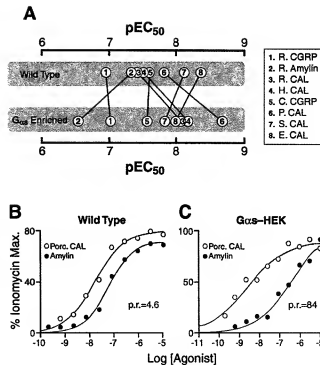 A
pEC50
6 7 8 9
Wild Type
1 2 3 4 5 6 7 8
Gαs Enriched
2 1 5 7 8 3 4 6
6 7 8 9
pEC50
1. R. CGRP
2. R. Amylin
3. R. CAL
4. H. CAL
5. C. CGRP
6. P. CAL
7. S. CAL
8. E. CAL
B
Wild Type
% Ionomycin Max.
80
40
0
○ Porc. CAL
● Amylin
p.r.=4.6
-10 -9 -8 -7 -6 -5
C
Gαs–HEK
○ Porc. CAL
● Amylin
p.r.=84
-11 -10 -9 -8 -7 -6 -5
Log [Agonist]